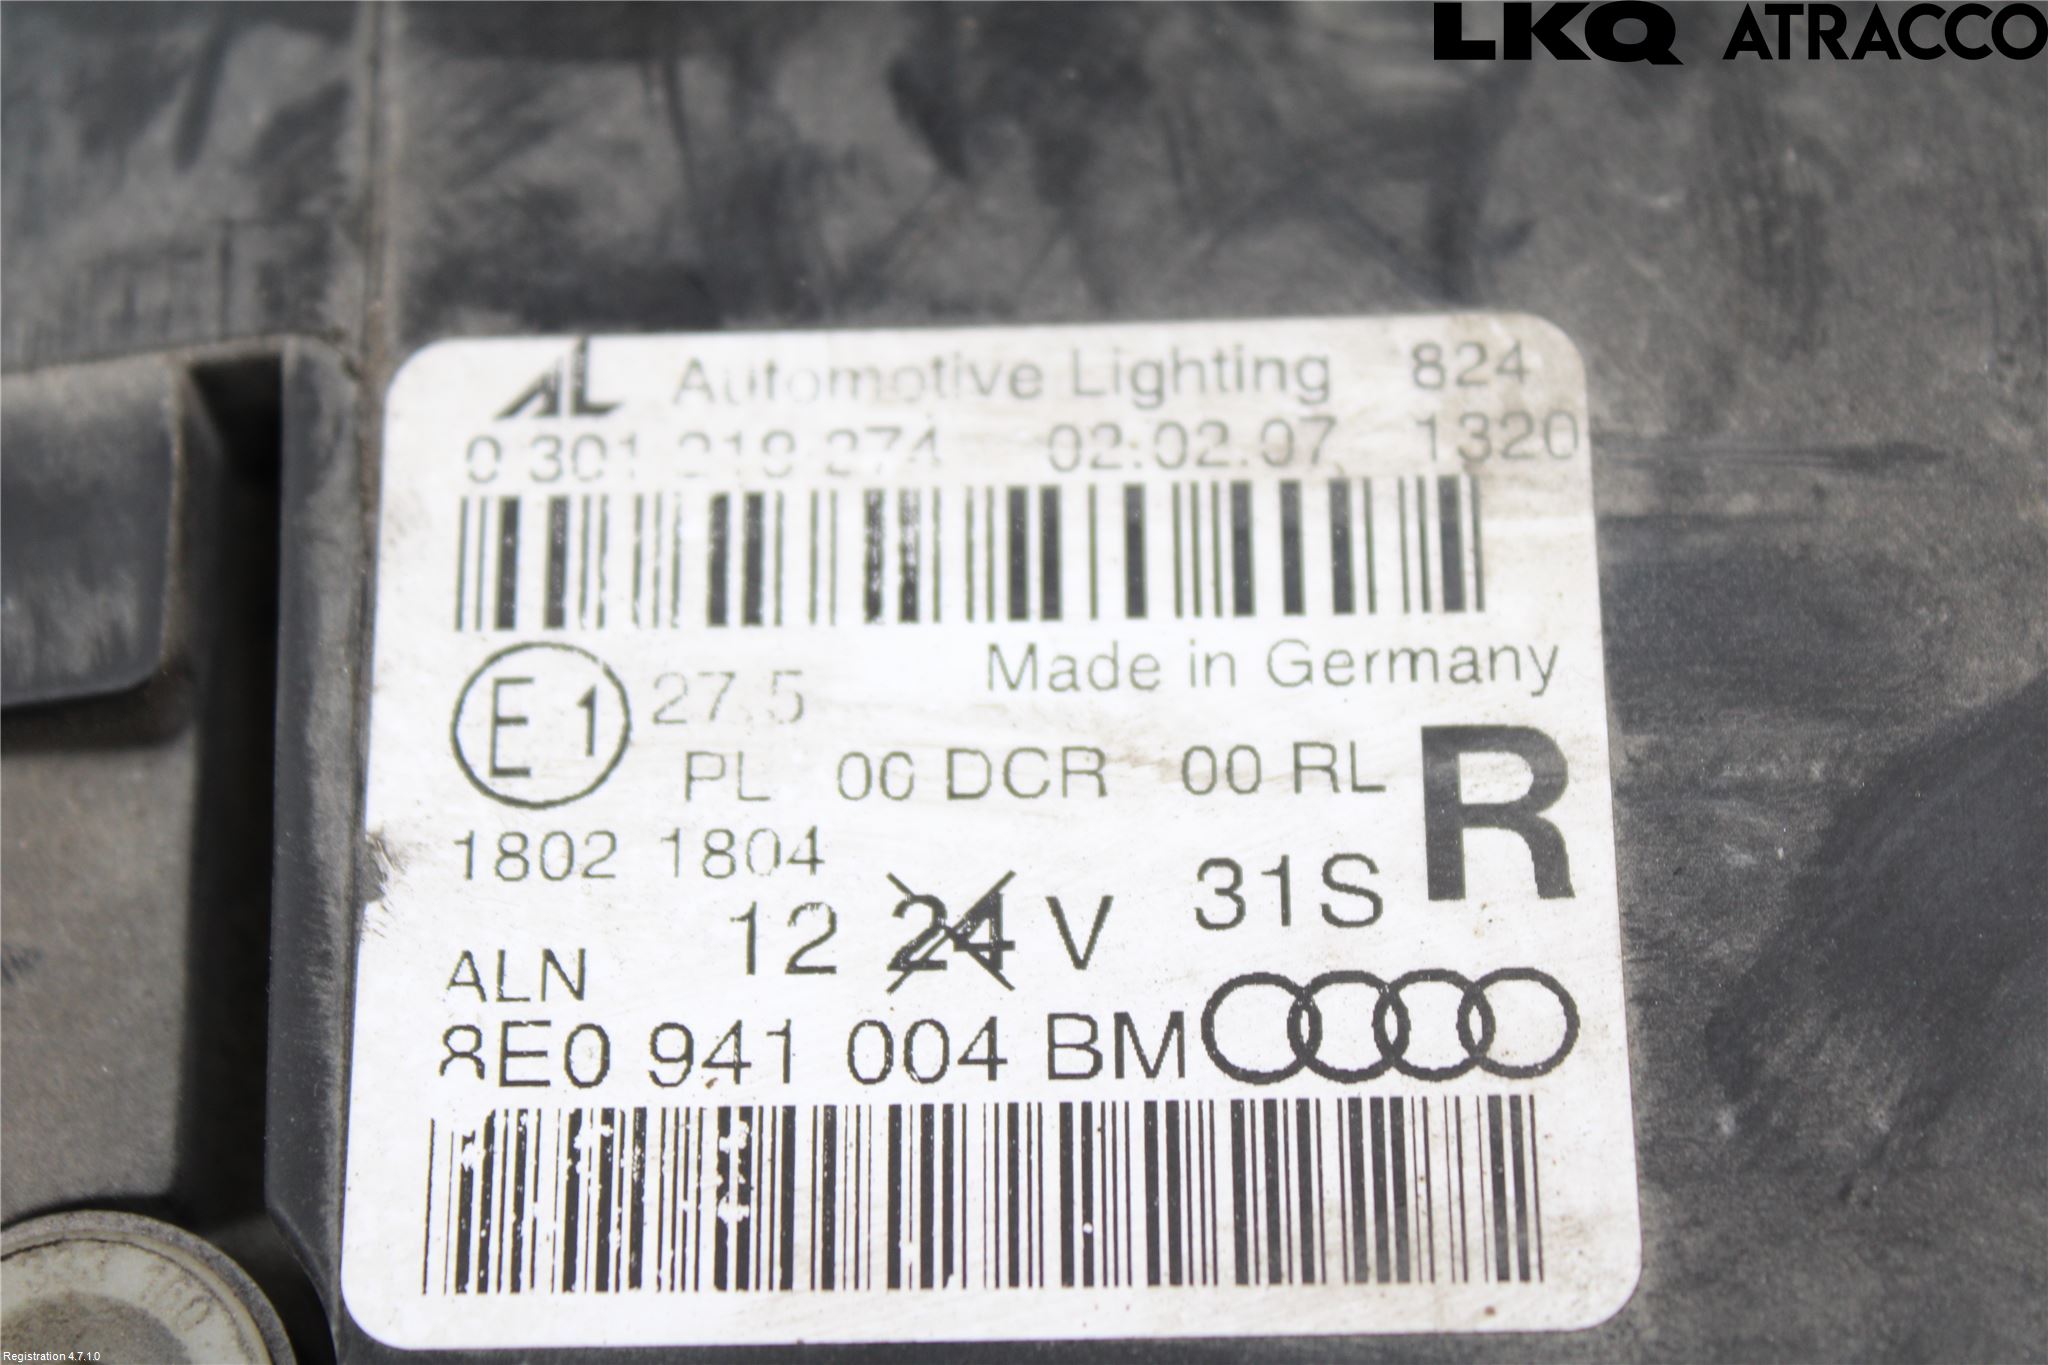 LKQ ATRACCO
AL Automotive Lighting 824
0 301 219 274 02.02.07 1320
Made in Germany
E1 27.5
PL 00 DCR 00 RL R
1802 1804
12 24 V 31S
ALN
8E0 941 004 BM
Registration 4.7.1.0